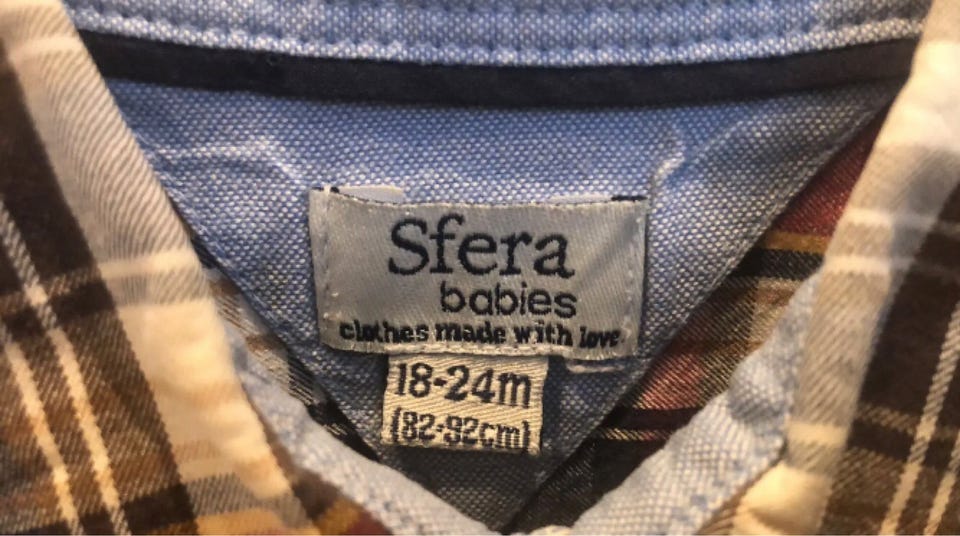 Sfera
babies
clothes made with love
18-24m
(82-92cm)